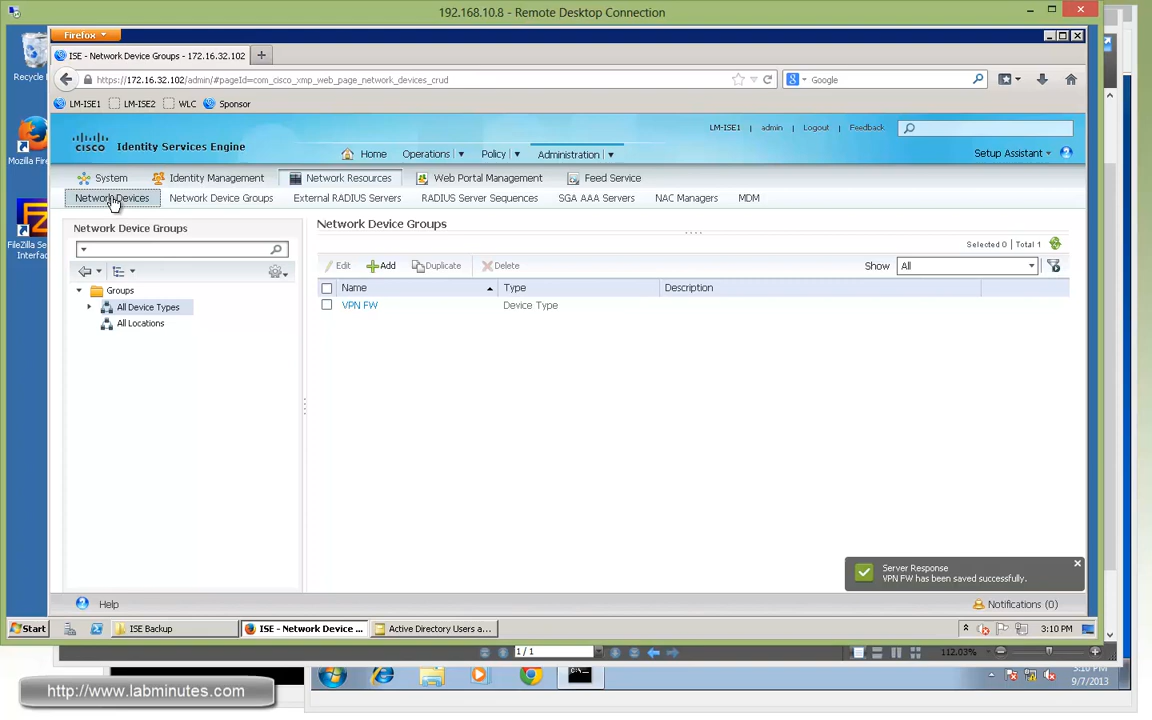 192.168.10.8 - Remote Desktop Connection
Recycle
Firefox
ISE - Network Device Groups - 172.16.32.102
https://172.16.32.102/admin/#pageId=com_cisco_xmp_web_page_network_devices_crud
Google
LM-ISE1
LM-ISE2
WLC
Sponsor
Mozilla Fire
FileZilla Se
Interfa
cisco Identity Services Engine
LM-ISE1 | admin | Logout | Feedback
Home Operations Policy Administration
Setup Assistant
System Identity Management Network Resources Web Portal Management Feed Service
Network Devices Network Device Groups External RADIUS Servers RADIUS Server Sequences SGA AAA Servers NAC Managers MDM
Network Device Groups
Groups
All Device Types
All Locations
Network Device Groups
Selected 0 | Total 1
Edit Add Duplicate Delete
Show All
Name Type Description
VPN FW Device Type
Server Response
VPN FW has been saved successfully.
Help
Notifications (0)
Start ISE Backup ISE - Network Device ... Active Directory Users a... 3:10 PM
1 / 1 112.03%
3:10 PM
9/7/2013
http://www.labminutes.com